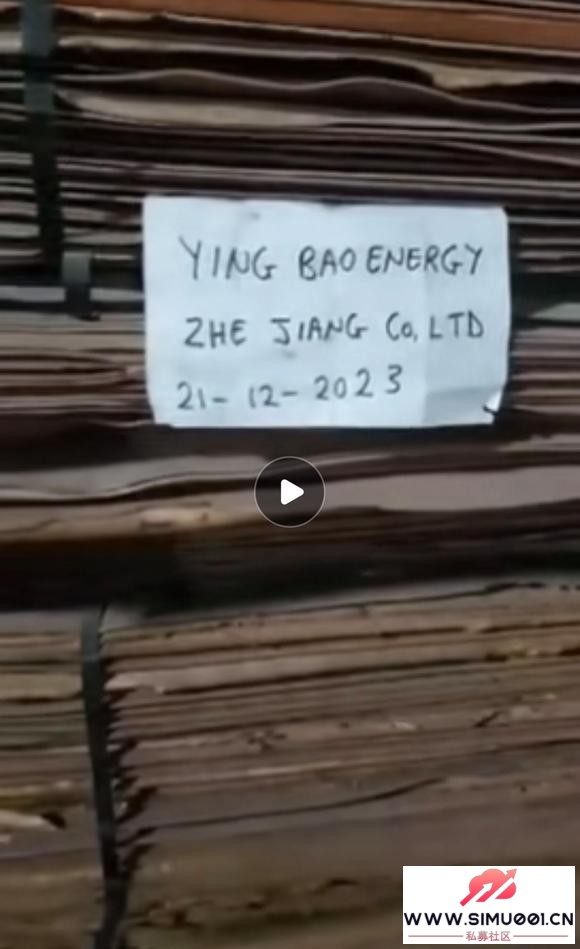 YING BAO ENERGY
ZHE JIANG Co, LTD
21-12-2023
WWW.SIMU001.CN
私募社区